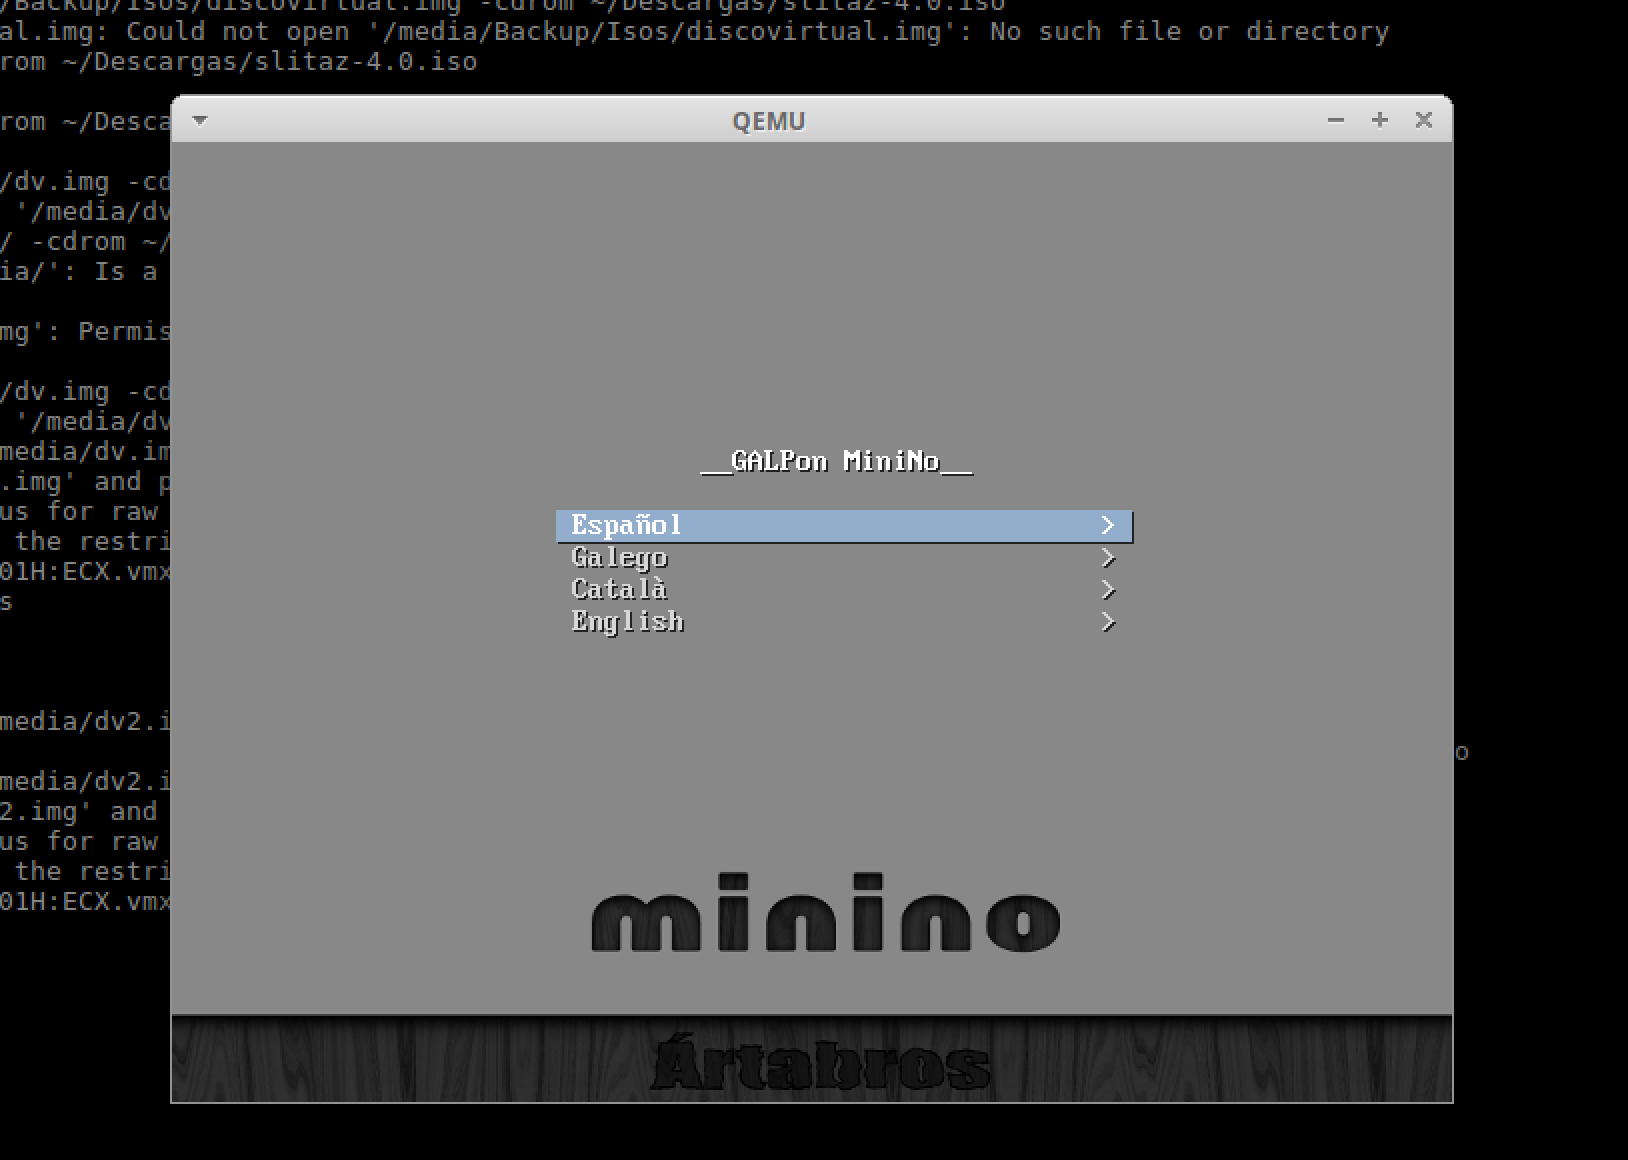 /Backup/Isos/discovirtual.img -cdrom ~/Descargas/slitaz-4.0.iso
al.img: Could not open '/media/Backup/Isos/discovirtual.img': No such file or directory
rom ~/Descargas/slitaz-4.0.iso
rom ~/Desca
/dv.img -cd
'/media/dv
/ -cdrom ~/
ia/': Is a
mg': Permis
/dv.img -cd
'/media/dv
media/dv.im
.img' and p
us for raw
the restri
01H:ECX.vmx
s
media/dv2.i
o
media/dv2.i
2.img' and
us for raw
the restri
01H:ECX.vmx
QEMU
__GALPon MiniNo__
Español >
Galego >
Català >
English >
minino
Ártabros